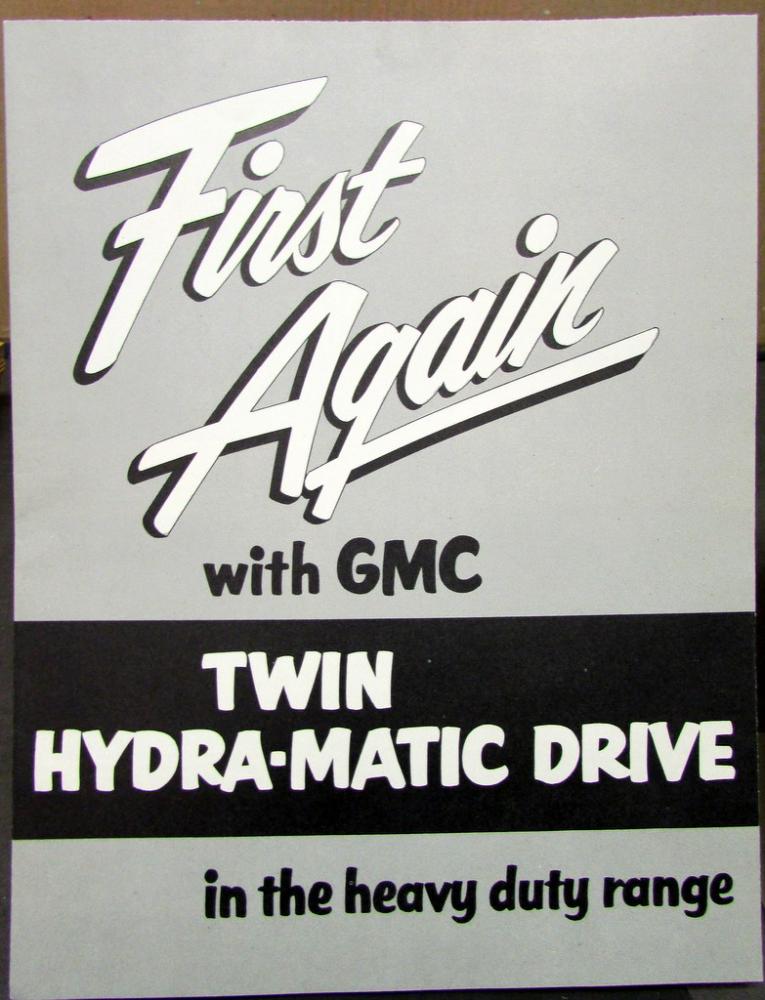 First
Again
with GMC
TWIN
HYDRA-MATIC DRIVE
in the heavy duty range